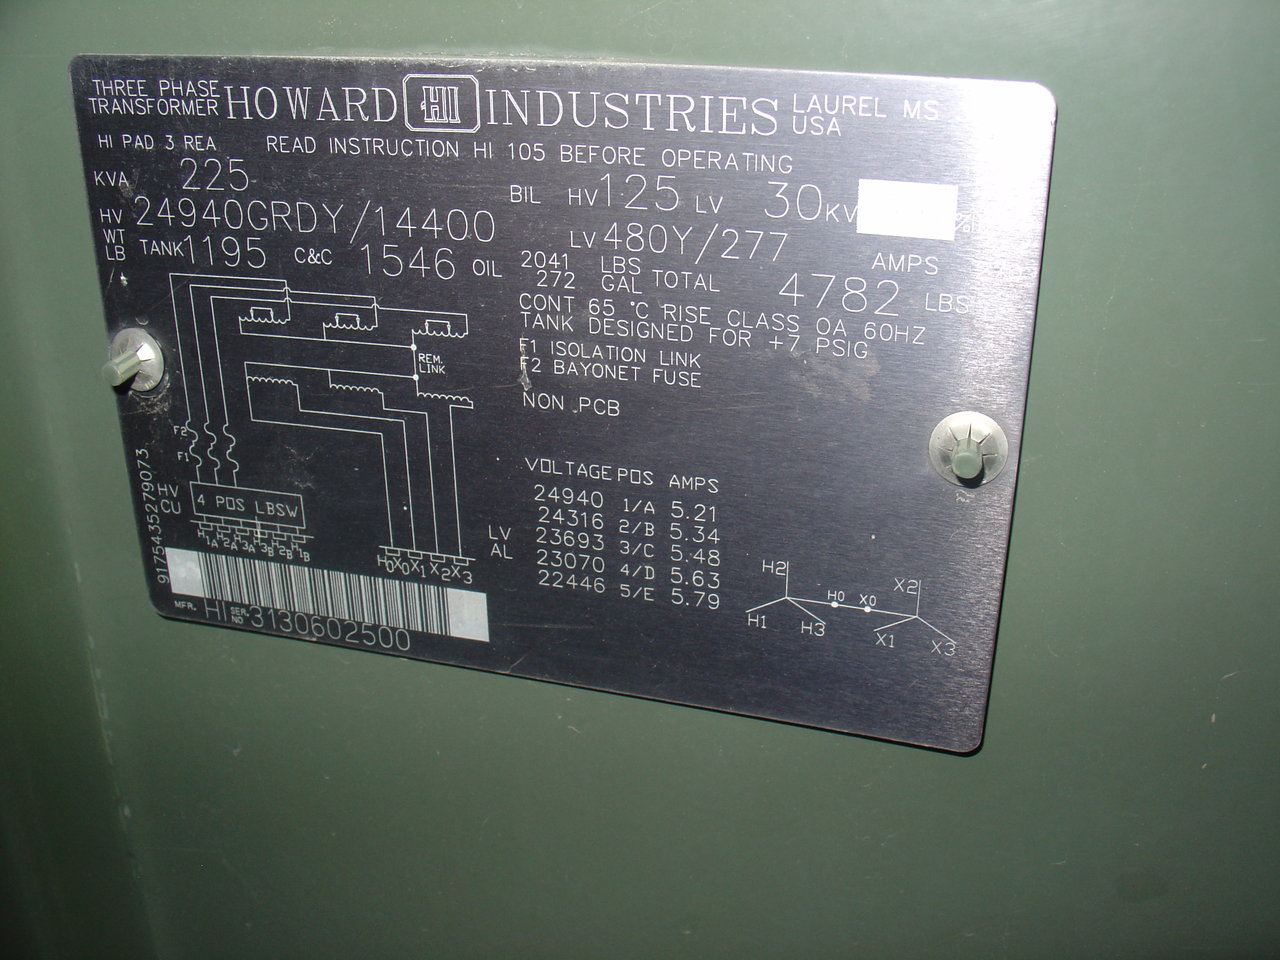 THREE PHASE TRANSFORMER HOWARD HI INDUSTRIES LAUREL MS USA
HI PAD 3 REA READ INSTRUCTION HI 105 BEFORE OPERATING
KVA 225 BIL HV 125 LV 30 KV
HV 24940GRDY/14400 LV 480Y/277 AMPS
WT LB TANK 1195 C&C 1546 OIL 2041 LBS 272 GAL TOTAL 4782 LBS
CONT 65 °C RISE CLASS OA 60HZ
TANK DESIGNED FOR +7 PSIG
F1 ISOLATION LINK
F2 BAYONET FUSE
NON PCB
REM. LINK
F2
F1
HV CU
4 POS LBSW
H1A H2A H3A H3B H2B H1B
LV AL
H0X0 X1 X2 X3
VOLTAGE POS AMPS
24940 1/A 5.21
24316 2/B 5.34
23693 3/C 5.48
23070 4/D 5.63
22446 5/E 5.79
H2 H0 X0 X2
H1 H3 X1 X3
9175435279073
MFR. HI SER. NO 3130602500